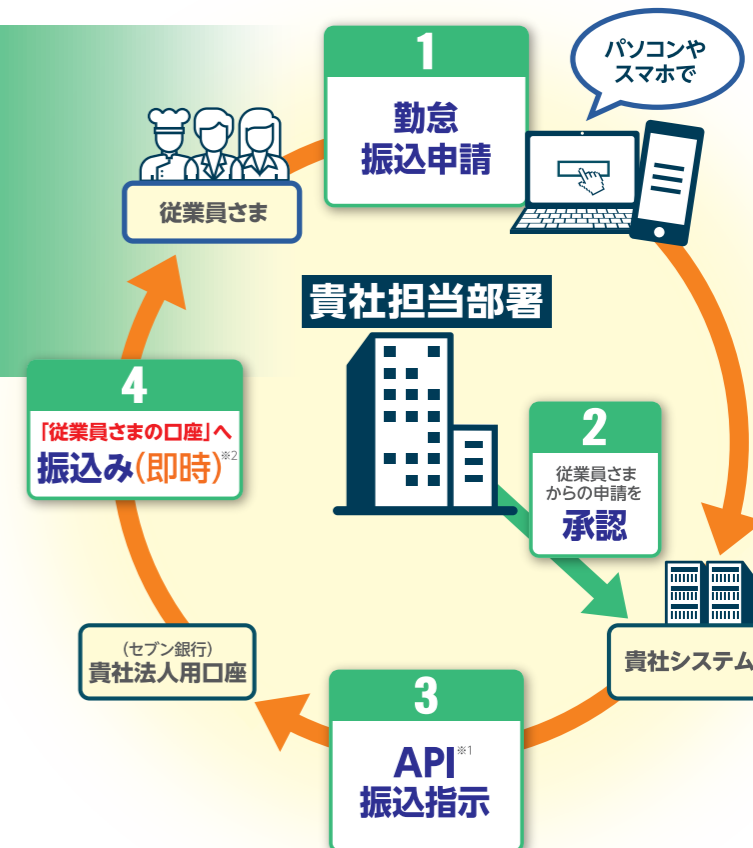 1
勤怠
振込申請
パソコンや
スマホで
従業員さま
貴社担当部署
2
従業員さま
からの申請を
承認
貴社システム
3
API※1
振込指示
(セブン銀行)
貴社法人用口座
4
「従業員さまの口座」へ
振込み(即時)※2